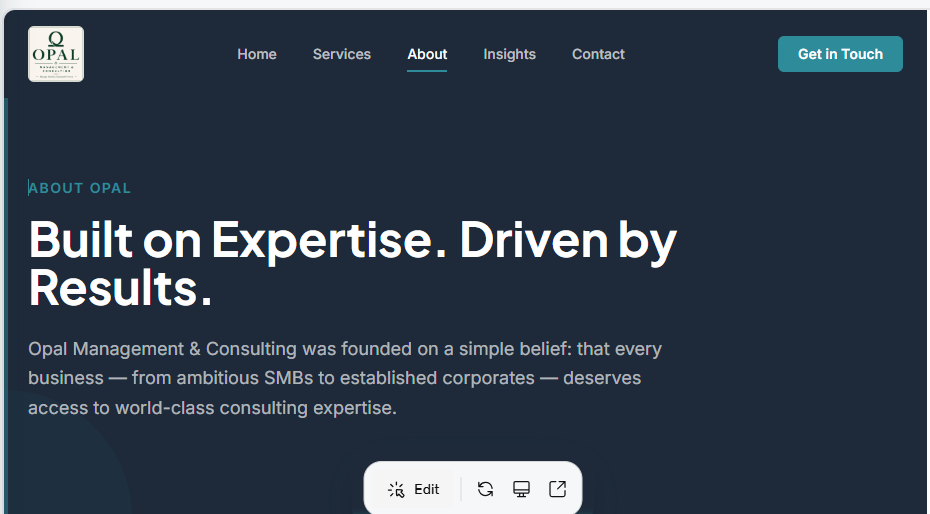 OPAL
Home Services About Insights Contact
Get in Touch
ABOUT OPAL
Built on Expertise. Driven by
Results.
Opal Management & Consulting was founded on a simple belief: that every
business — from ambitious SMBs to established corporates — deserves
access to world-class consulting expertise.
Edit